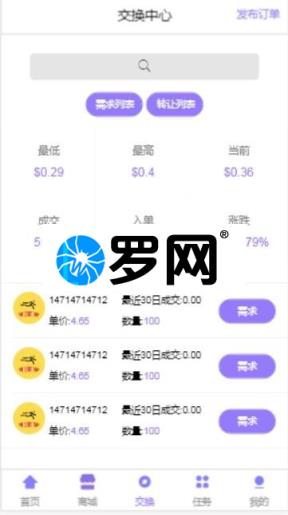 交换中心 发布订单
需求列表 转让列表
最低 最高 当前
$0.29 $0.4 $0.36
成交 入单 涨跌
5 79%
罗网®
14714714712 最近30日成交:0.00 需求
单价:4.65 数量:100
14714714712 最近30日成交:0.00 需求
单价:4.65 数量:100
14714714712 最近30日成交:0.00 需求
单价:4.65 数量:100
首页 商城 交换 任务 我的